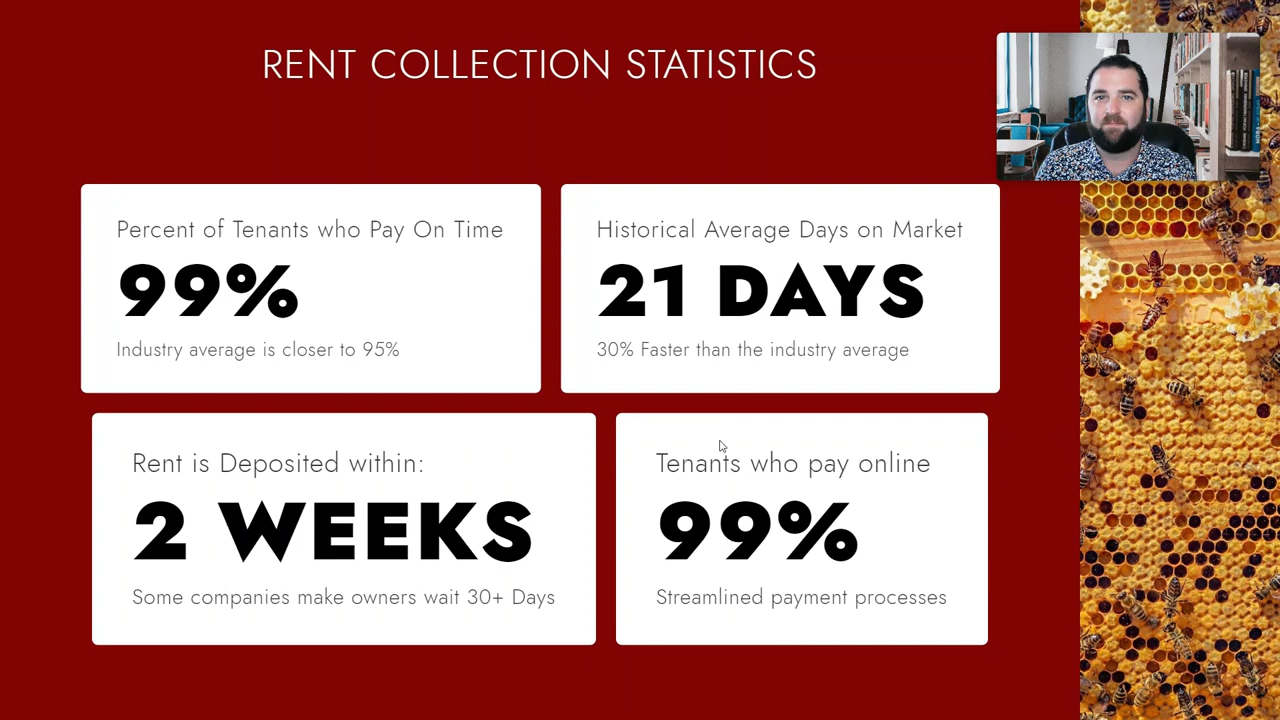 RENT COLLECTION STATISTICS
Percent of Tenants who Pay On Time
99%
Industry average is closer to 95%
Historical Average Days on Market
21 DAYS
30% Faster than the industry average
Rent is Deposited within:
2 WEEKS
Some companies make owners wait 30+ Days
Tenants who pay online
99%
Streamlined payment processes